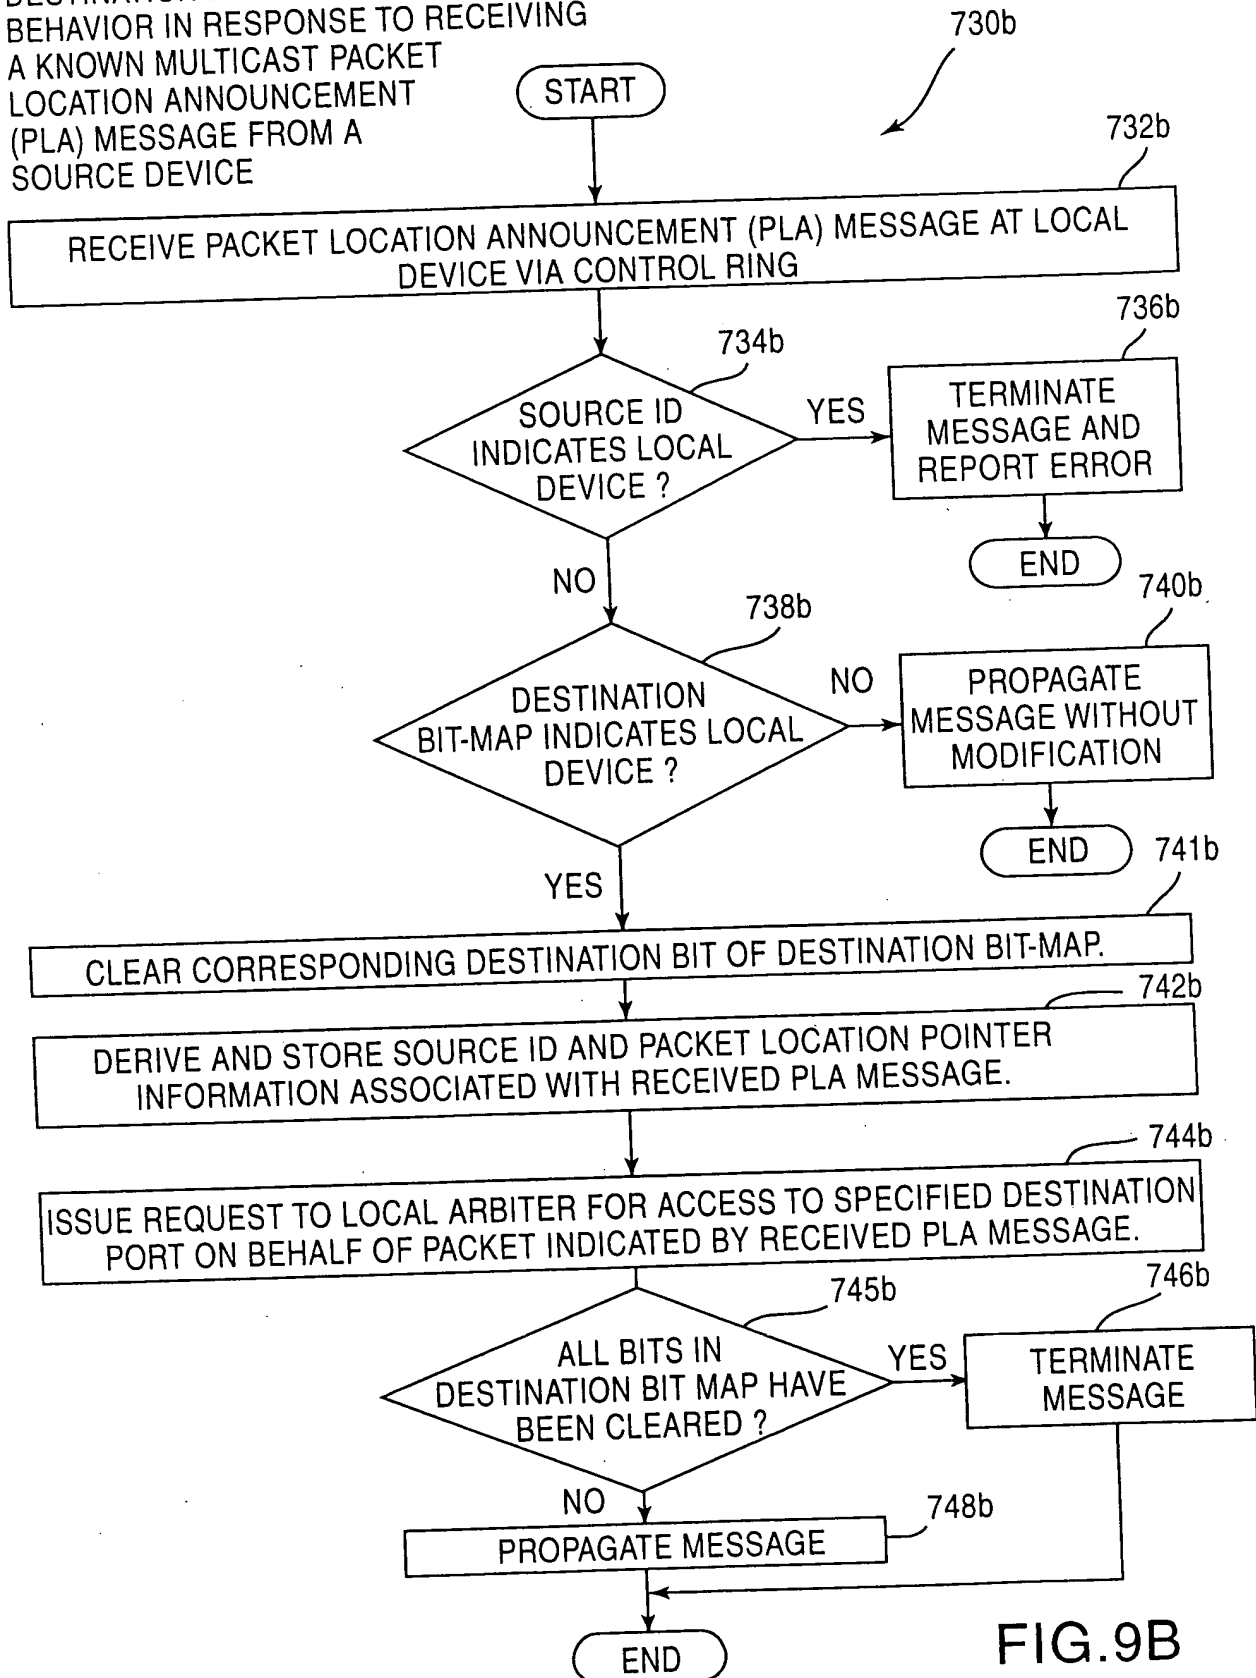 BEHAVIOR IN RESPONSE TO RECEIVING
A KNOWN MULTICAST PACKET
LOCATION ANNOUNCEMENT
(PLA) MESSAGE FROM A
SOURCE DEVICE
730b
START
732b
RECEIVE PACKET LOCATION ANNOUNCEMENT (PLA) MESSAGE AT LOCAL
DEVICE VIA CONTROL RING
734b
SOURCE ID
INDICATES LOCAL
DEVICE ?
YES
736b
TERMINATE
MESSAGE AND
REPORT ERROR
END
NO
738b
DESTINATION
BIT-MAP INDICATES LOCAL
DEVICE ?
NO
740b
PROPAGATE
MESSAGE WITHOUT
MODIFICATION
END
YES
741b
CLEAR CORRESPONDING DESTINATION BIT OF DESTINATION BIT-MAP.
742b
DERIVE AND STORE SOURCE ID AND PACKET LOCATION POINTER
INFORMATION ASSOCIATED WITH RECEIVED PLA MESSAGE.
744b
ISSUE REQUEST TO LOCAL ARBITER FOR ACCESS TO SPECIFIED DESTINATION
PORT ON BEHALF OF PACKET INDICATED BY RECEIVED PLA MESSAGE.
745b
ALL BITS IN
DESTINATION BIT MAP HAVE
BEEN CLEARED ?
YES
746b
TERMINATE
MESSAGE
NO
748b
PROPAGATE MESSAGE
END
FIG.9B